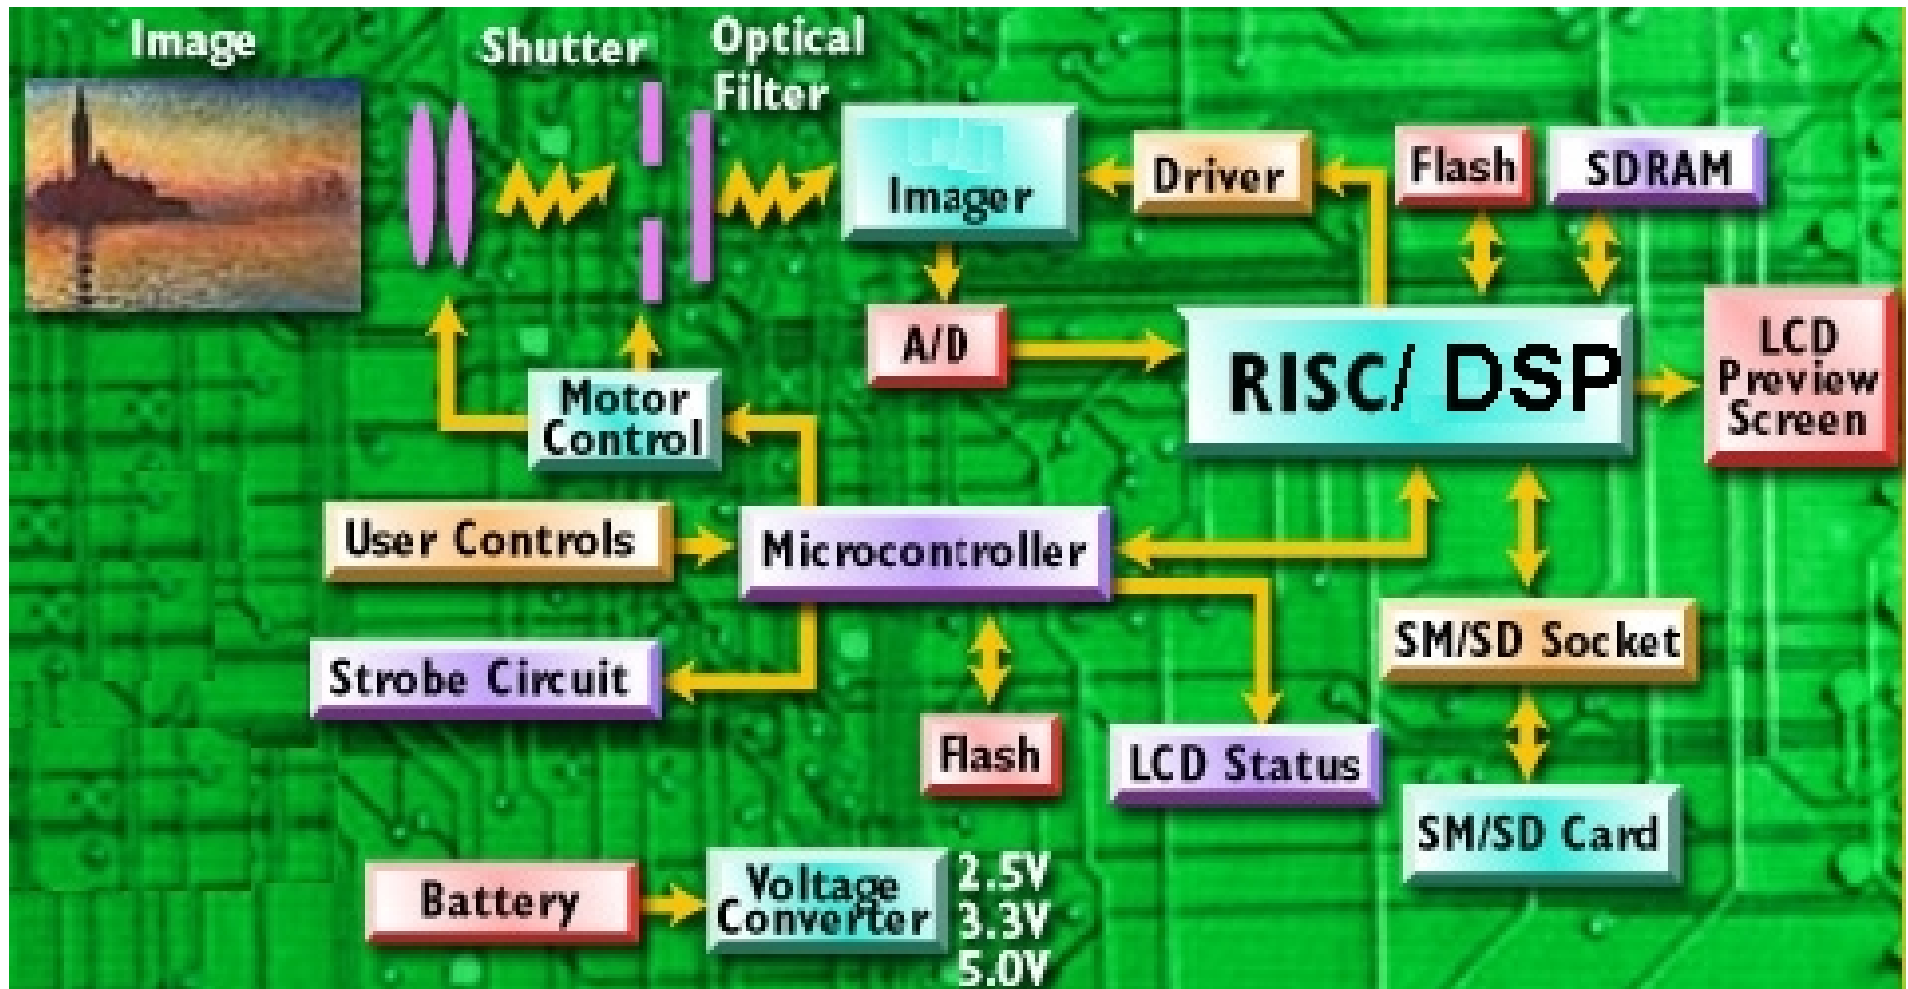 Image
Shutter
Optical
Filter
Imager
Driver
Flash
SDRAM
A/D
RISC/ DSP
LCD
Preview
Screen
Motor
Control
User Controls
Microcontroller
Strobe Circuit
SM/SD Socket
Flash
LCD Status
SM/SD Card
Battery
Voltage
Converter
2.5V
3.3V
5.0V